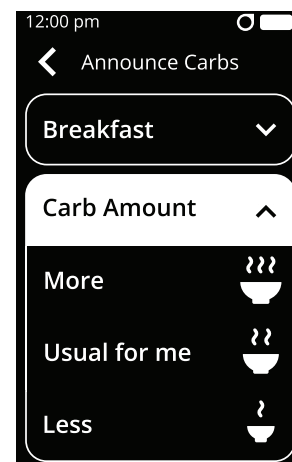 12:00 pm
Announce Carbs
Breakfast
Carb Amount
More
Usual for me
Less